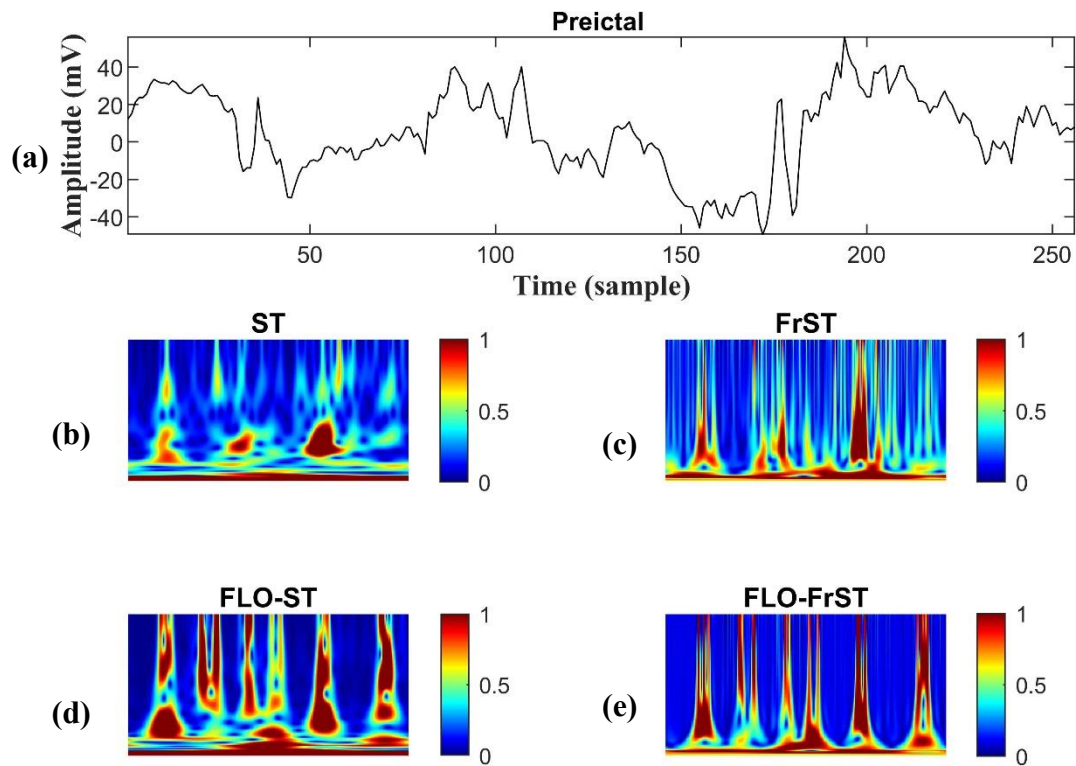 Preictal
(a)
Amplitude (mV)
40
20
0
-20
-40
50
100
150
200
250
Time (sample)
ST
FrST
(b)
1
0.5
0
(c)
1
0.5
0
FLO-ST
FLO-FrST
(d)
1
0.5
0
(e)
1
0.5
0